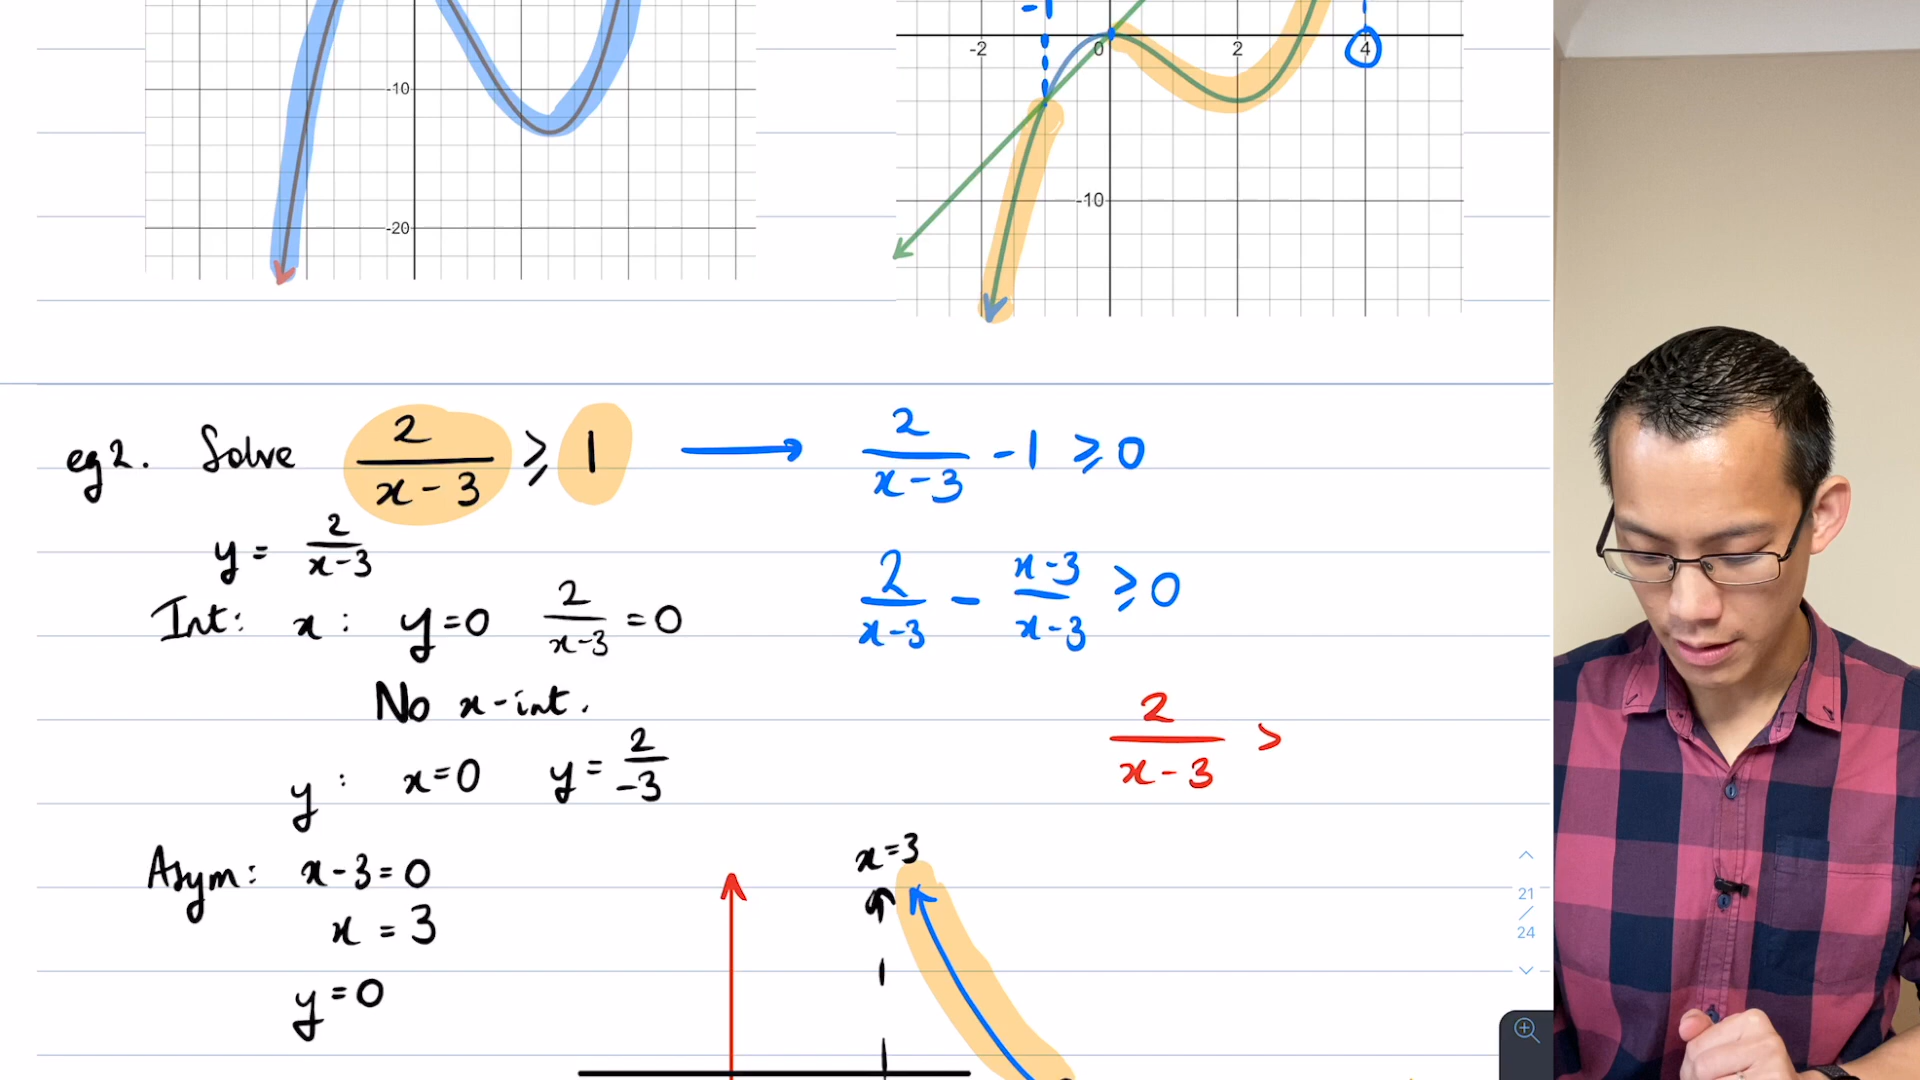 -10
-20
-1
-2 0 2 4
-10
eg 2. Solve 2/(x-3) ⩾ 1 → 2/(x-3) - 1 ⩾ 0
y = 2/(x-3)
2/(x-3) - (x-3)/(x-3) ⩾ 0
Int: x : y=0 2/(x-3) = 0
No x-int.
2/(x-3) >
y : x=0 y = 2/-3
x=3
Asym: x-3=0
x = 3
y=0
21
/
24